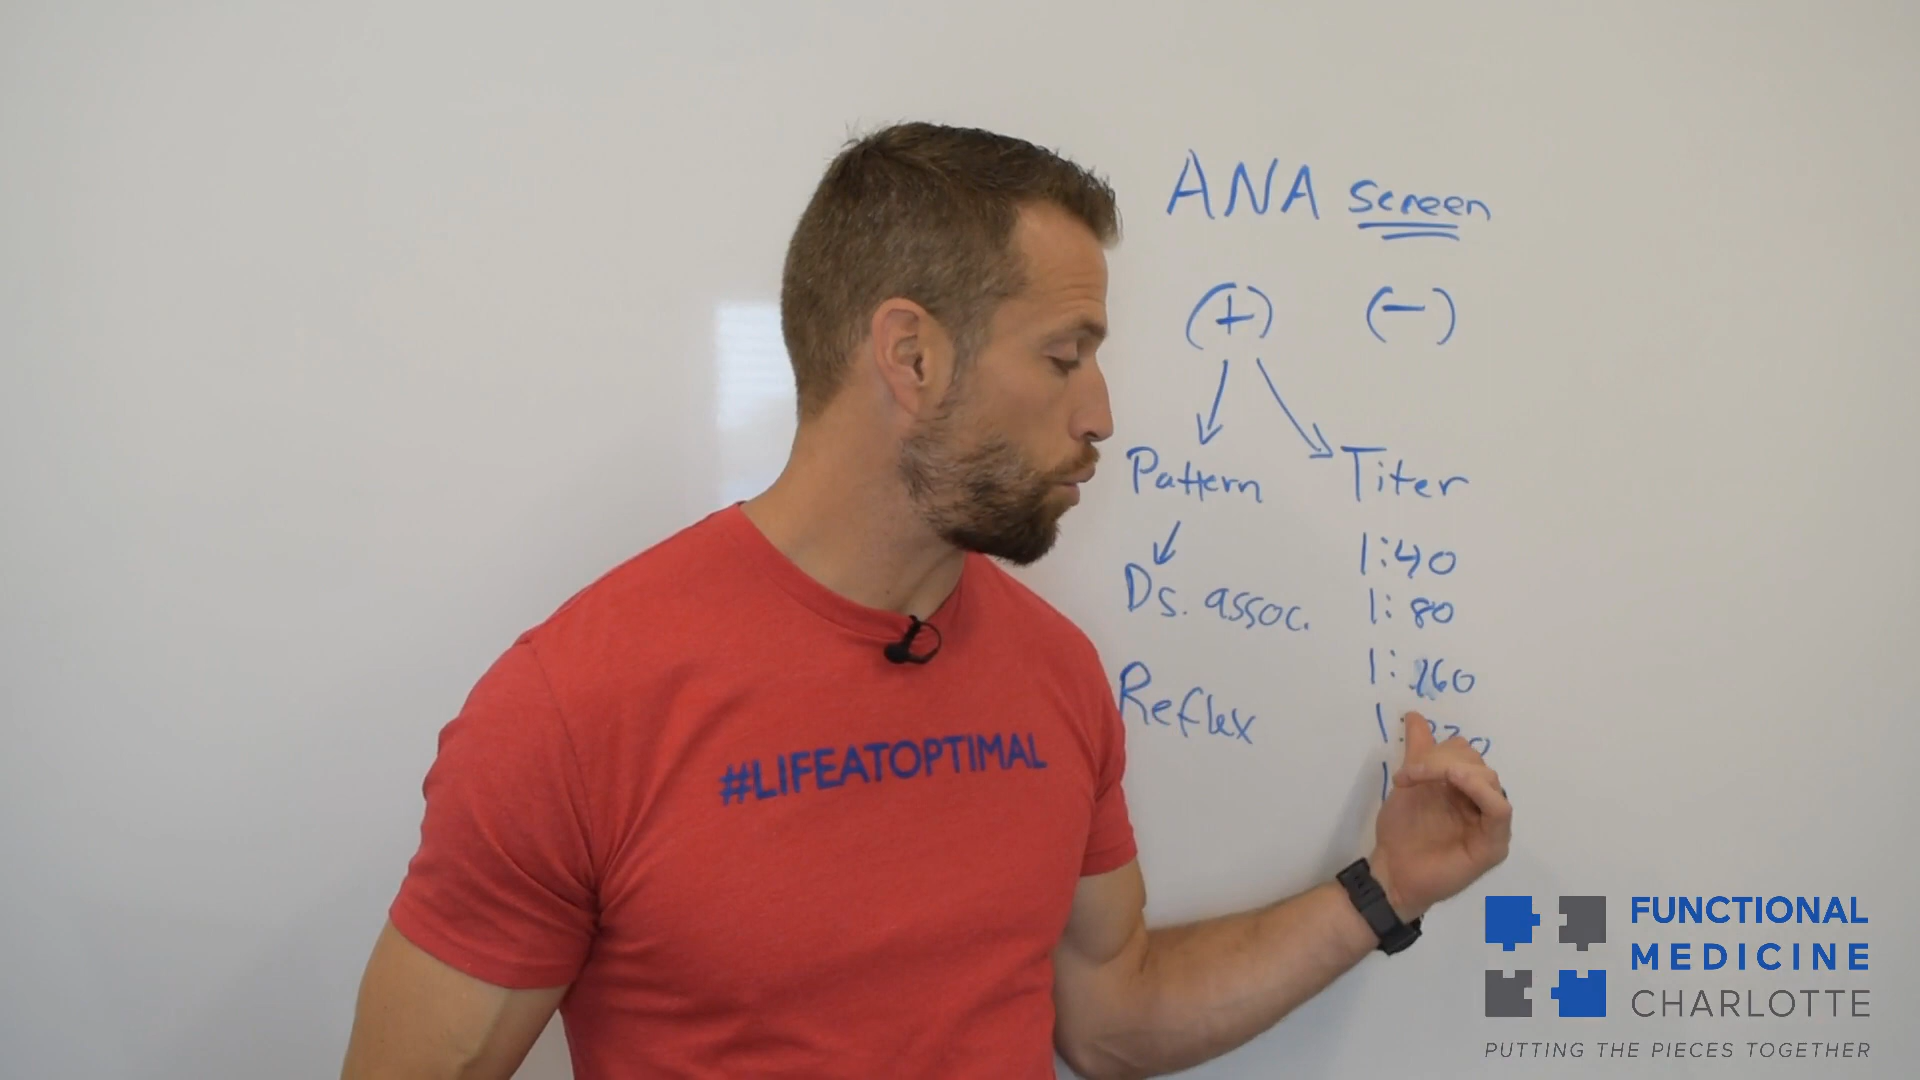 ANA screen
(+) (-)
Pattern Titer
1:40
Ds. assoc. 1:80
1:160
Reflex 1:320
#LIFEATOPTIMAL
FUNCTIONAL
MEDICINE
CHARLOTTE
PUTTING THE PIECES TOGETHER